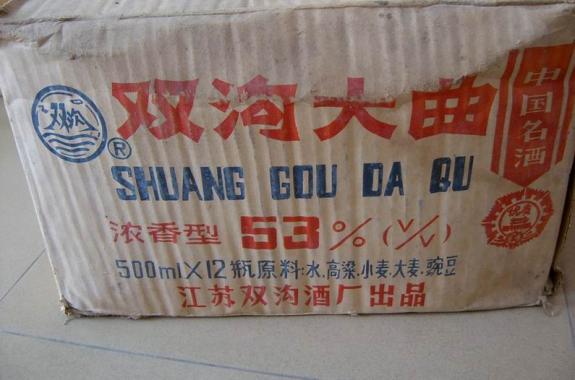 双沟
双沟大曲
®
SHUANG GOU DA QU
中国名酒
浓香型 53%(V/V)
500ml×12瓶原料:水.高粱.小麦.大麦.豌豆
江苏双沟酒厂出品